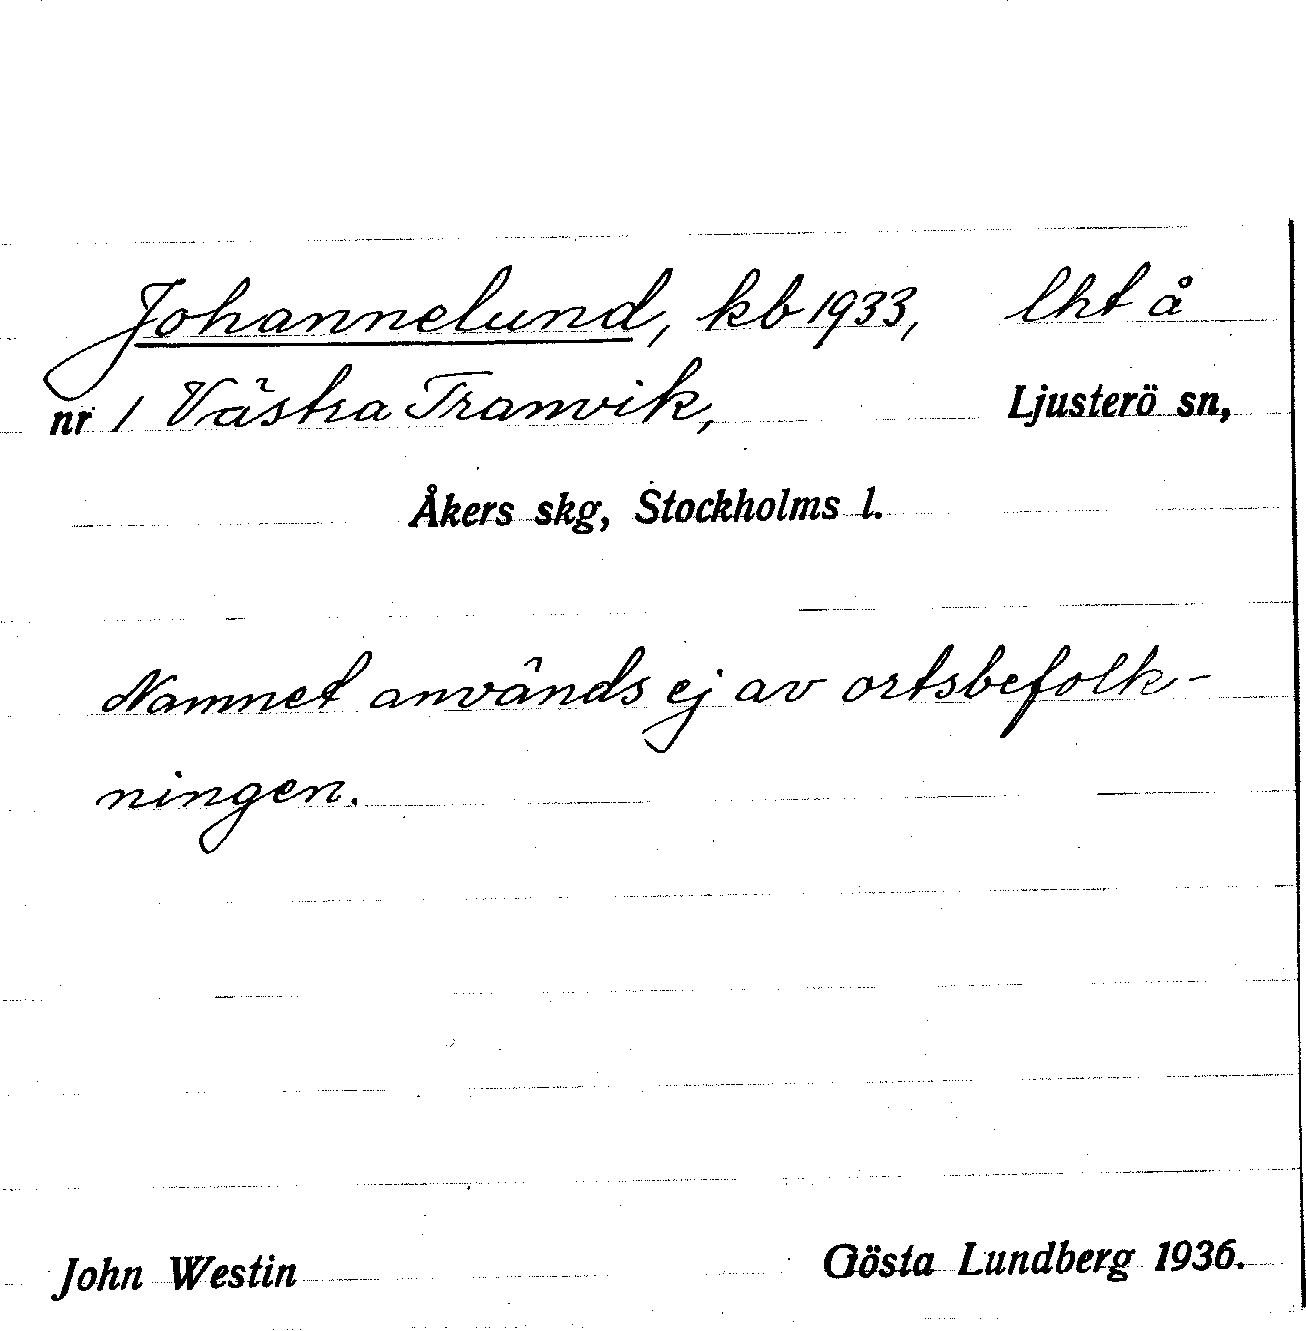 Johannelund, kb 1933, lht å
nr 1 Västra Tranvik, Ljusterö sn,
Åkers skg, Stockholms l.
Namnet används ej av ortsbefolk-
ningen.
John Westin Gösta Lundberg 1936.